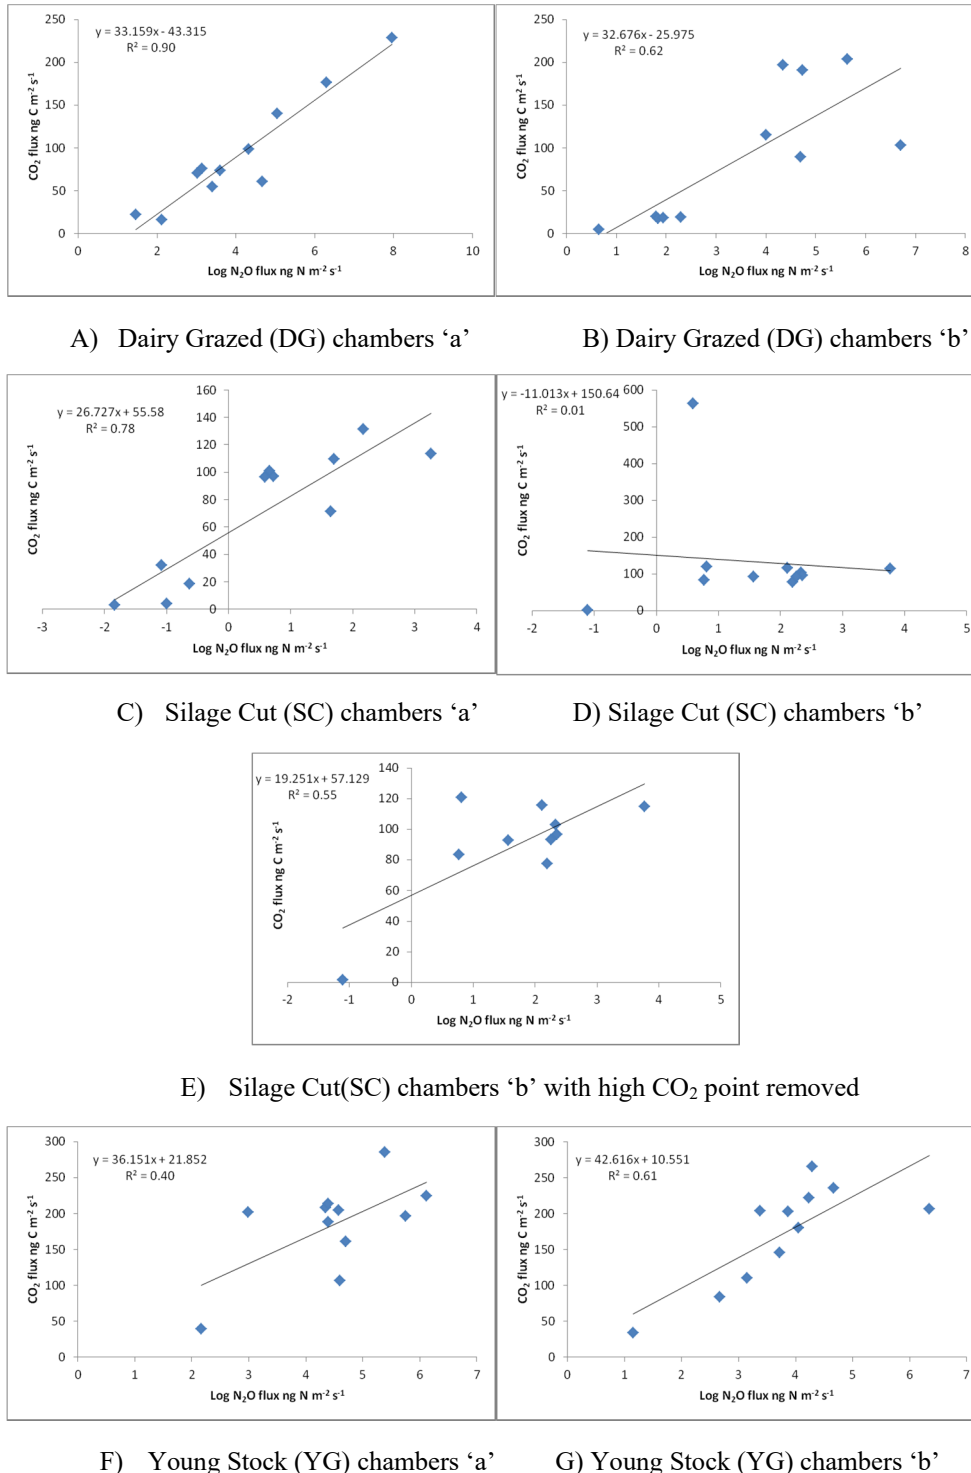 y = 33.159x - 43.315
R² = 0.90
250
200
150
100
50
0
0 2 4 6 8 10
CO₂ flux ng C m⁻² s⁻¹
Log N₂O flux ng N m⁻² s⁻¹
y = 32.676x - 25.975
R² = 0.62
250
200
150
100
50
0
0 1 2 3 4 5 6 7 8
CO₂ flux ng C m⁻² s⁻¹
Log N₂O flux ng N m⁻² s⁻¹
A) Dairy Grazed (DG) chambers ‘a’
B) Dairy Grazed (DG) chambers ‘b’
y = 26.727x + 55.58
R² = 0.78
160
140
120
100
80
60
40
20
0
-3 -2 -1 0 1 2 3 4
CO₂ flux ng C m⁻² s⁻¹
Log N₂O flux ng N m⁻² s⁻¹
y = -11.013x + 150.64
R² = 0.01
600
500
400
300
200
100
0
-2 -1 0 1 2 3 4 5
CO₂ flux ng C m⁻² s⁻¹
Log N₂O flux ng N m⁻² s⁻¹
C) Silage Cut (SC) chambers ‘a’
D) Silage Cut (SC) chambers ‘b’
y = 19.251x + 57.129
R² = 0.55
140
120
100
80
60
40
20
0
-2 -1 0 1 2 3 4 5
CO₂ flux ng C m⁻² s⁻¹
Log N₂O flux ng N m⁻² s⁻¹
E) Silage Cut(SC) chambers ‘b’ with high CO₂ point removed
y = 36.151x + 21.852
R² = 0.40
300
250
200
150
100
50
0
0 1 2 3 4 5 6 7
CO₂ flux ng C m⁻² s⁻¹
Log N₂O flux ng N m⁻² s⁻¹
y = 42.616x + 10.551
R² = 0.61
300
250
200
150
100
50
0
0 1 2 3 4 5 6 7
CO₂ flux ng C m⁻² s⁻¹
Log N₂O flux ng N m⁻² s⁻¹
F) Young Stock (YG) chambers ‘a’
G) Young Stock (YG) chambers ‘b’